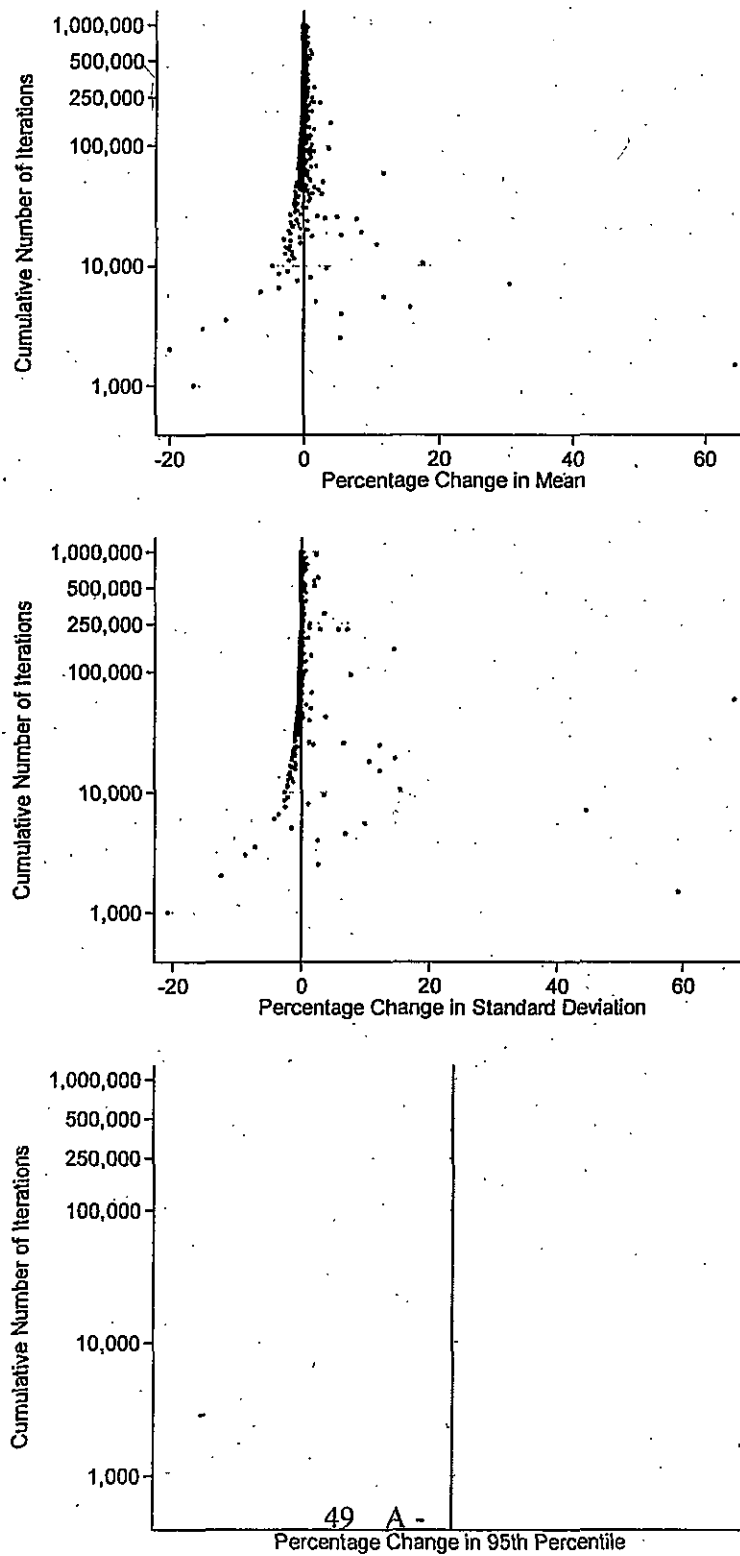 Cumulative Number of Iterations
1,000,000
500,000
250,000
100,000
10,000
1,000
-20 0 20 40 60
Percentage Change in Mean
Cumulative Number of Iterations
1,000,000
500,000
250,000
100,000
10,000
1,000
-20 0 20 40 60
Percentage Change in Standard Deviation
Cumulative Number of Iterations
1,000,000
500,000
250,000
100,000
10,000
1,000
49 A -
Percentage Change in 95th Percentile